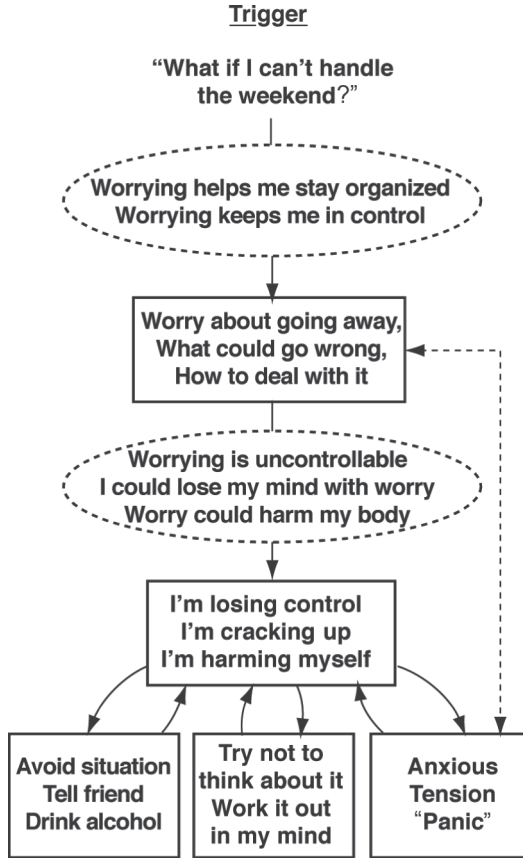 Trigger
“What if I can’t handle
the weekend?”
Worrying helps me stay organized
Worrying keeps me in control
Worry about going away,
What could go wrong,
How to deal with it
Worrying is uncontrollable
I could lose my mind with worry
Worry could harm my body
I’m losing control
I’m cracking up
I’m harming myself
Avoid situation
Tell friend
Drink alcohol
Try not to
think about it
Work it out
in my mind
Anxious
Tension
“Panic”